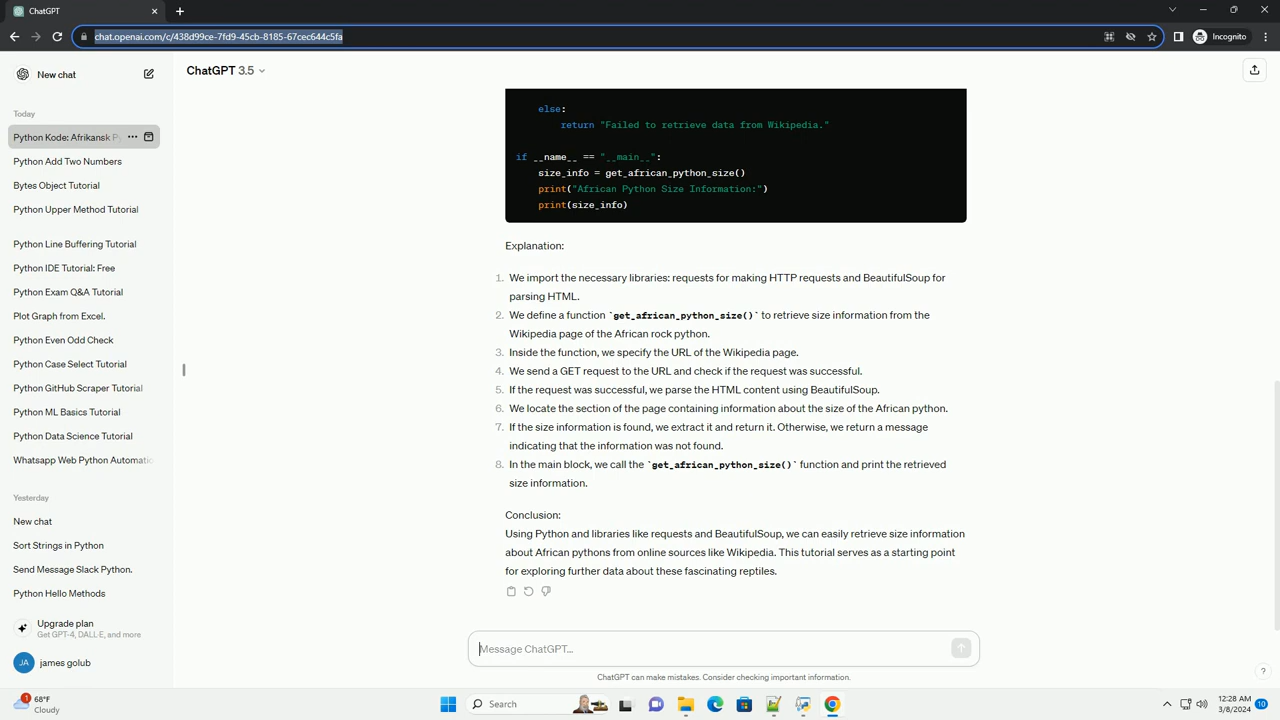 ChatGPT
chat.openai.com/c/438d99ce-7fd9-45cb-8185-67cec644c5fa
Incognito
New chat
ChatGPT 3.5
Today
Python Kodu Afrikansk Py
Python Add Two Numbers
Bytes Object Tutorial
Python Upper Method Tutorial
Python Line Buffering Tutorial
Python IDE Tutorial: Free
Python Exam Q&A Tutorial
Plot Graph from Excel.
Python Even Odd Check
Python Case Select Tutorial
Python GitHub Scraper Tutorial
Python ML Basics Tutorial
Python Data Science Tutorial
Whatsapp Web Python Automatio
Yesterday
New chat
Sort Strings in Python
Send Message Slack Python.
Python Hello Methods
Upgrade plan
Get GPT-4, DALL·E, and more
JA james golub
else:
return "Failed to retrieve data from Wikipedia."
if __name__ == "__main__":
size_info = get_african_python_size()
print("African Python Size Information:")
print(size_info)
Explanation:
1. We import the necessary libraries: requests for making HTTP requests and BeautifulSoup for
parsing HTML.
2. We define a function `get_african_python_size()` to retrieve size information from the
Wikipedia page of the African rock python.
3. Inside the function, we specify the URL of the Wikipedia page.
4. We send a GET request to the URL and check if the request was successful.
5. If the request was successful, we parse the HTML content using BeautifulSoup.
6. We locate the section of the page containing information about the size of the African python.
7. If the size information is found, we extract it and return it. Otherwise, we return a message
indicating that the information was not found.
8. In the main block, we call the `get_african_python_size()` function and print the retrieved
size information.
Conclusion:
Using Python and libraries like requests and BeautifulSoup, we can easily retrieve size information
about African pythons from online sources like Wikipedia. This tutorial serves as a starting point
for exploring further data about these fascinating reptiles.
Message ChatGPT...
ChatGPT can make mistakes. Consider checking important information.
?
1
68°F
Cloudy
Search
12:28 AM
3/8/2024
10